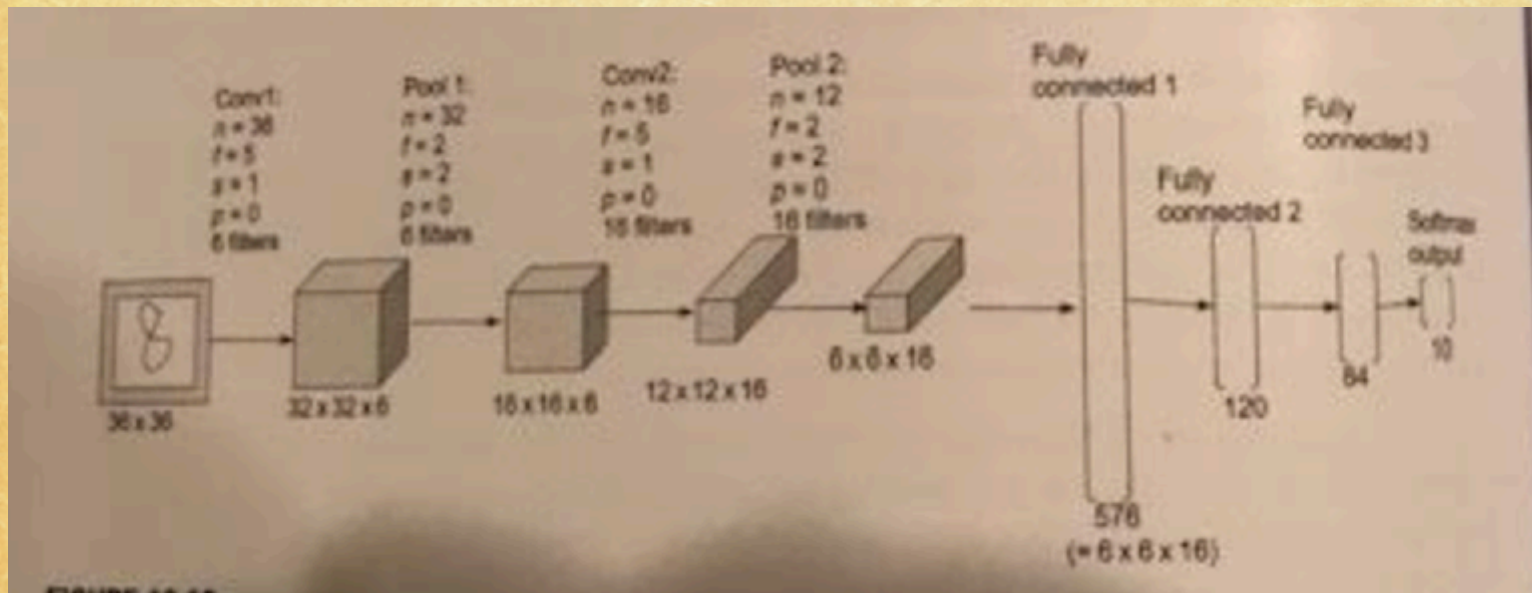 Conv1:
n = 36
f = 5
s = 1
p = 0
6 filters
Pool 1:
n = 32
f = 2
s = 2
p = 0
6 filters
Conv2:
n = 16
f = 5
s = 1
p = 0
16 filters
Pool 2:
n = 12
f = 2
s = 2
p = 0
16 filters
Fully
connected 1
Fully
connected 2
Fully
connected 3
Softmax
output
8
36 x 36
32 x 32 x 6
16 x 16 x 6
12 x 12 x 16
6 x 6 x 16
576
(= 6 x 6 x 16)
120
84
10